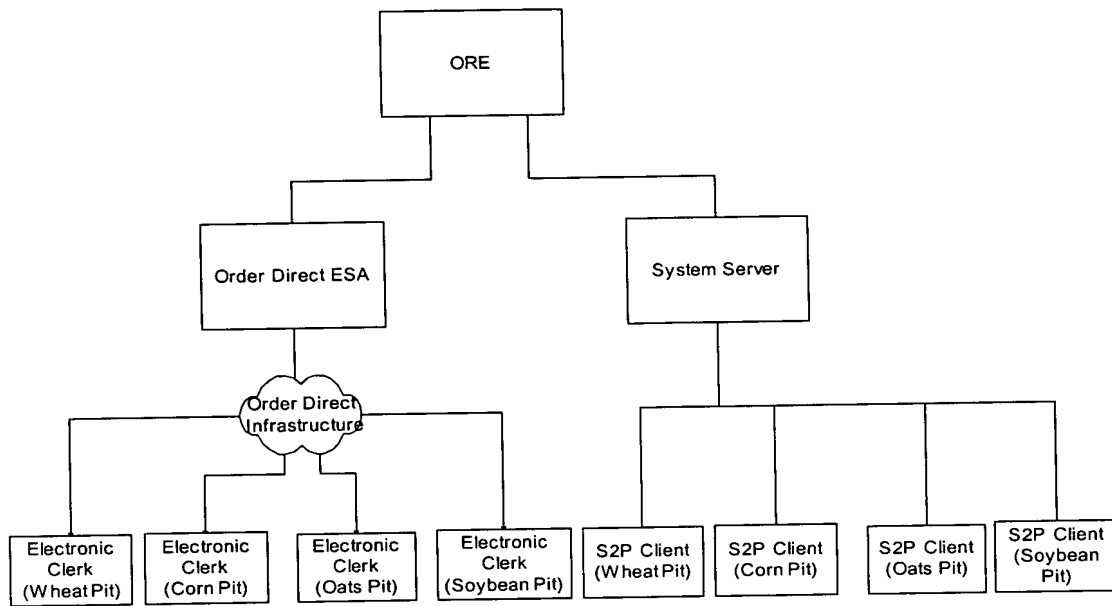 ORE
Order Direct ESA
System Server
Order Direct
Infrastructure
Electronic
Clerk
(Wheat Pit)
Electronic
Clerk
(Corn Pit)
Electronic
Clerk
(Oats Pit)
Electronic
Clerk
(Soybean Pit)
S2P Client
(Wheat Pit)
S2P Client
(Corn Pit)
S2P Client
(Oats Pit)
S2P Client
(Soybean
Pit)